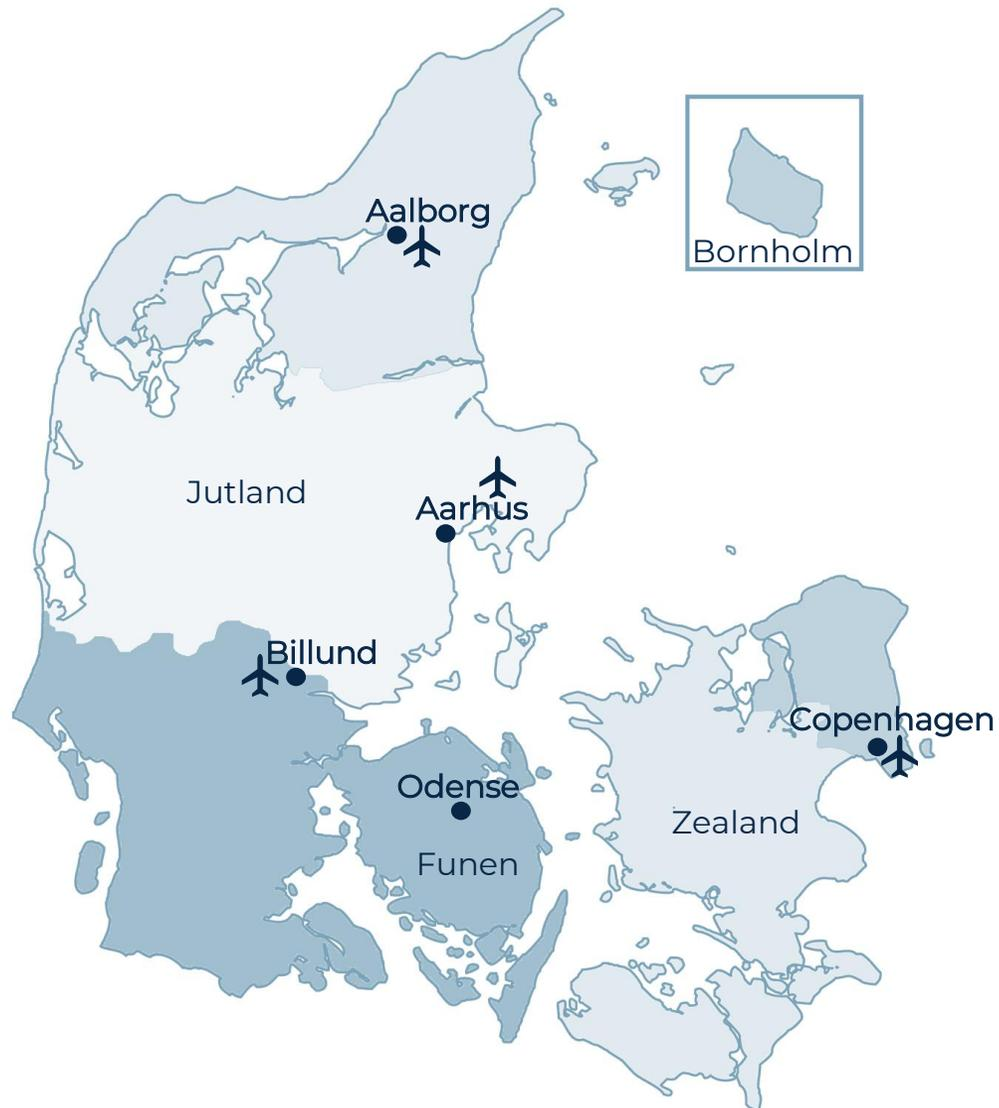 Aalborg
Bornholm
Jutland
Aarhus
Billund
Copenhagen
Odense
Zealand
Funen